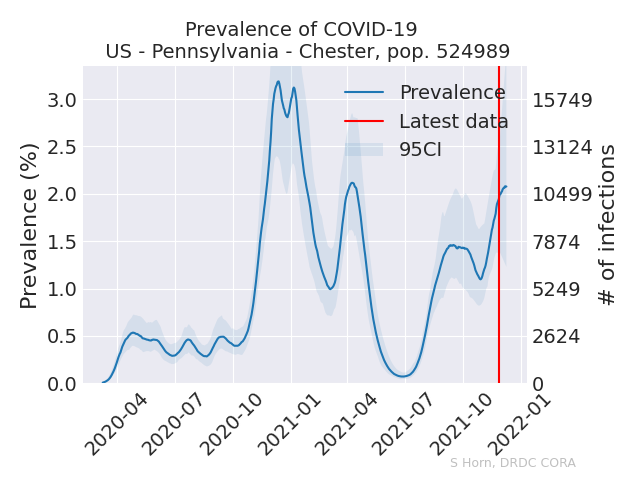 Prevalence of COVID-19
US - Pennsylvania - Chester, pop. 524989
Prevalence
Latest data
95CI
Prevalence (%)
3.0
2.5
2.0
1.5
1.0
0.5
0.0
15749
13124
10499
7874
5249
2624
0
# of infections
2020-04
2020-07
2020-10
2021-01
2021-04
2021-07
2021-10
2022-01
S Horn, DRDC CORA